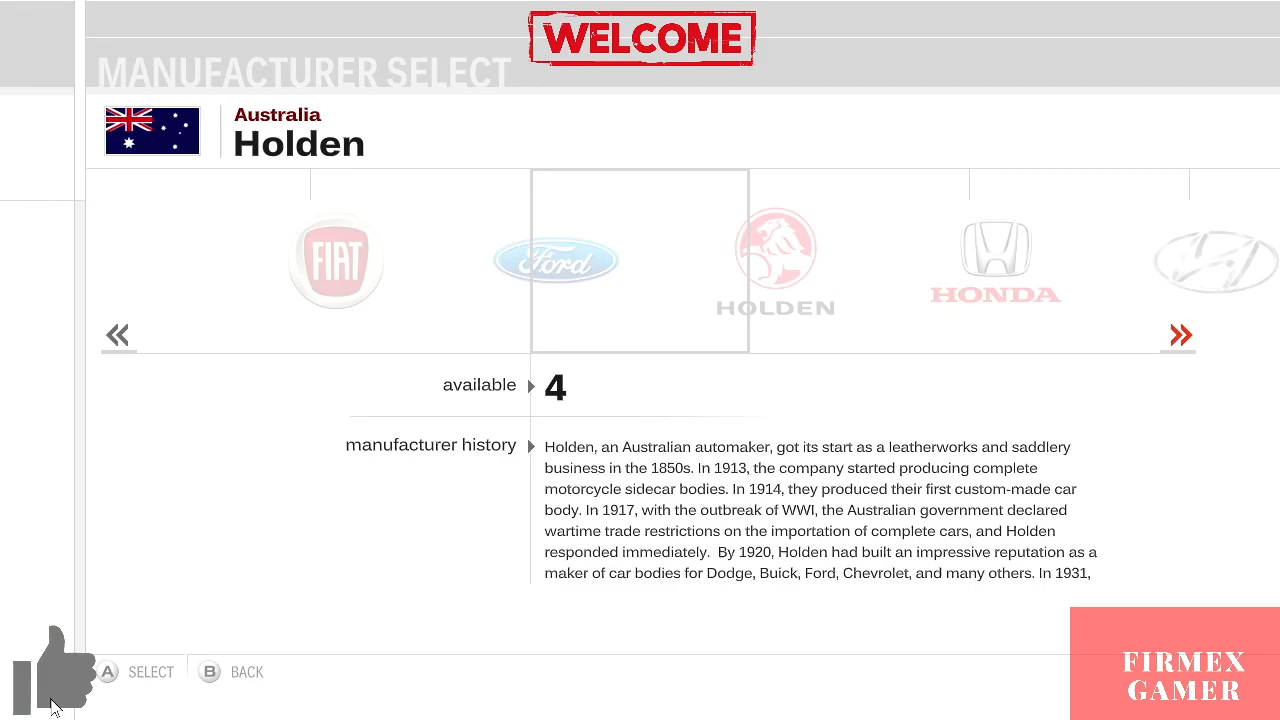 WELCOME
MANUFACTURER SELECT
Australia
Holden
FIAT
Ford
HOLDEN
HONDA
available
4
manufacturer history
Holden, an Australian automaker, got its start as a leatherworks and saddlery
business in the 1850s. In 1913, the company started producing complete
motorcycle sidecar bodies. In 1914, they produced their first custom-made car
body. In 1917, with the outbreak of WWI, the Australian government declared
wartime trade restrictions on the importation of complete cars, and Holden
responded immediately.  By 1920, Holden had built an impressive reputation as a
maker of car bodies for Dodge, Buick, Ford, Chevrolet, and many others. In 1931,
A SELECT B BACK
FIRMEX
GAMER